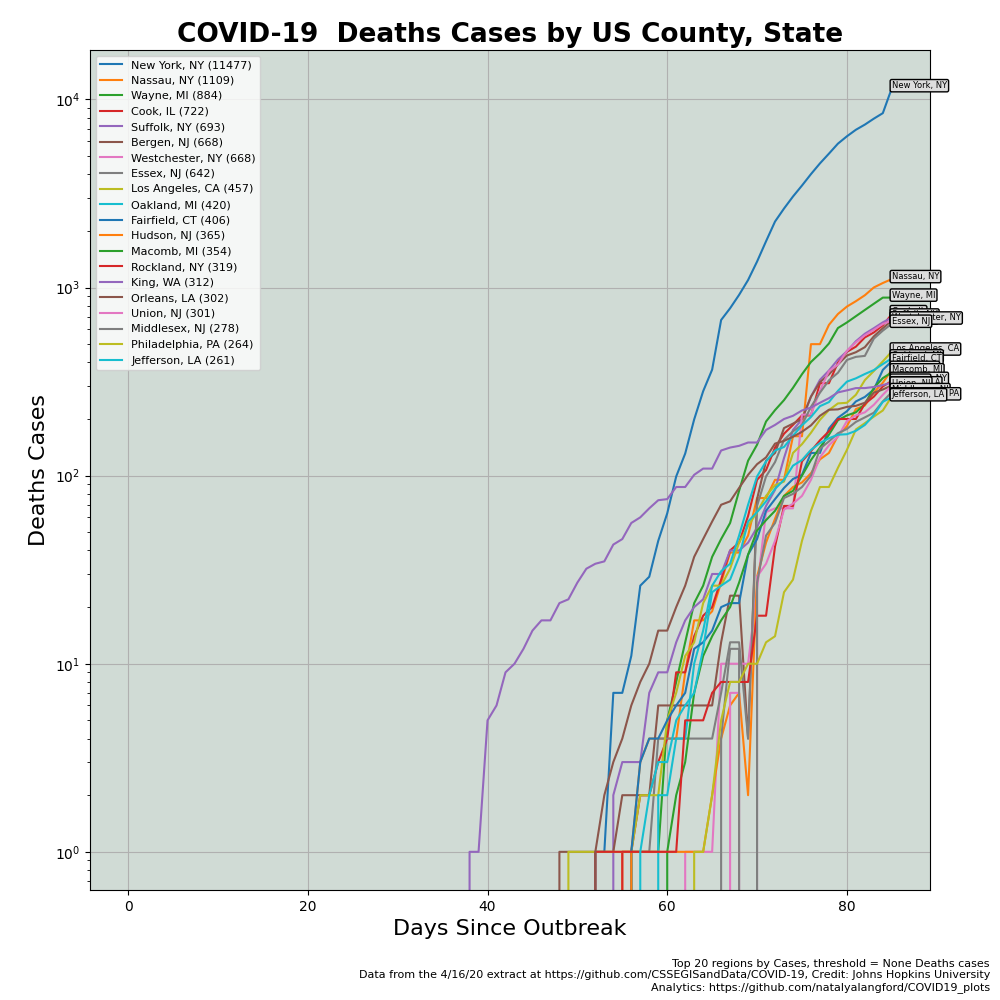 COVID-19  Deaths Cases by US County, State
New York, NY (11477)
Nassau, NY (1109)
Wayne, MI (884)
Cook, IL (722)
Suffolk, NY (693)
Bergen, NJ (668)
Westchester, NY (668)
Essex, NJ (642)
Los Angeles, CA (457)
Oakland, MI (420)
Fairfield, CT (406)
Hudson, NJ (365)
Macomb, MI (354)
Rockland, NY (319)
King, WA (312)
Orleans, LA (302)
Union, NJ (301)
Middlesex, NJ (278)
Philadelphia, PA (264)
Jefferson, LA (261)
New York, NY
Nassau, NY
Wayne, MI
ter, NY
Essex, NJ
Los Angeles, CA
Fairfield, CT
Macomb, MI
NY
Jefferson, LA
PA
Deaths Cases
10⁴
10³
10²
10¹
10⁰
0 20 40 60 80
Days Since Outbreak
Top 20 regions by Cases, threshold = None Deaths cases
Data from the 4/16/20 extract at https://github.com/CSSEGISandData/COVID-19, Credit: Johns Hopkins University
Analytics: https://github.com/natalyalangford/COVID19_plots